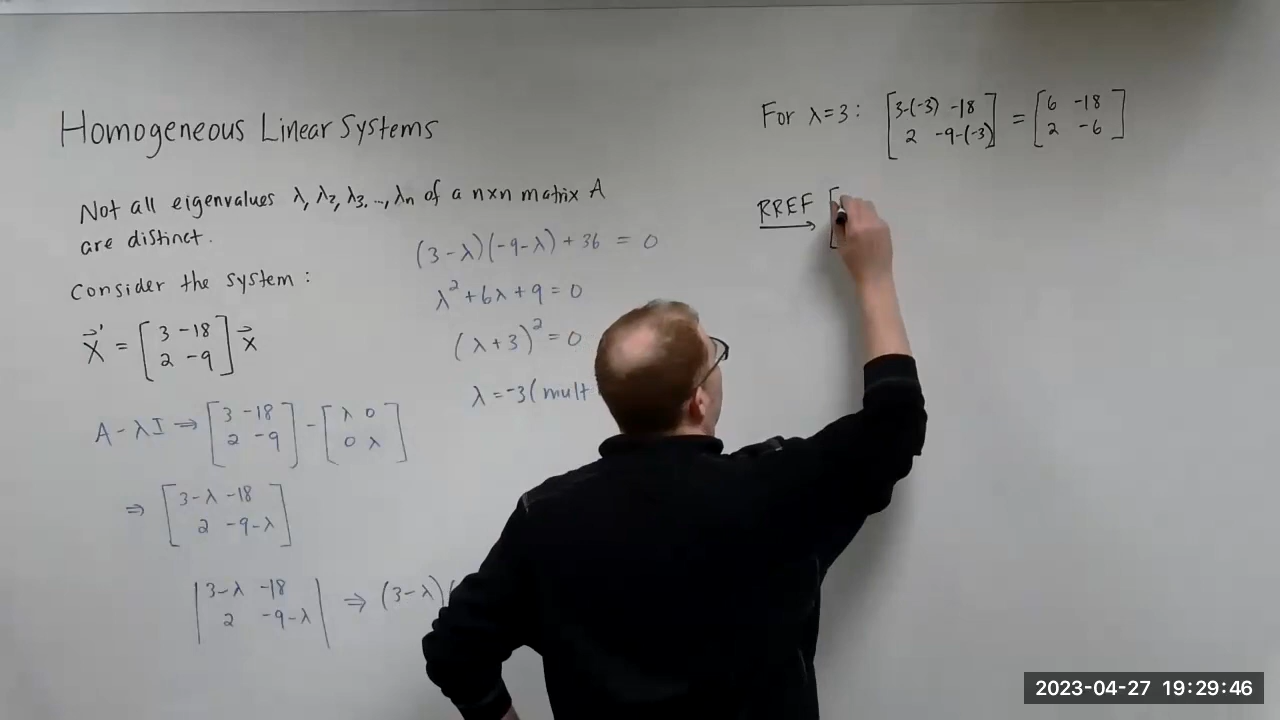 Homogeneous Linear Systems
Not all eigenvalues λ₁, λ₂, λ₃, ..., λn of a n×n matrix A
are distinct.
Consider the system:
X⃗' = [3 -18
2 -9] x⃗
A - λI ⇒ [3 -18
2 -9] - [λ 0
0 λ]
⇒ [3-λ -18
2 -9-λ]
|3-λ -18
2 -9-λ| ⇒ (3-λ)(
(3-λ)(-9-λ) + 36 = 0
λ² + 6λ + 9 = 0
(λ+3)² = 0
λ = -3 (mult
For λ=3: [3-(-3) -18
2 -9-(-3)] = [6 -18
2 -6]
RREF [
2023-04-27 19:29:46